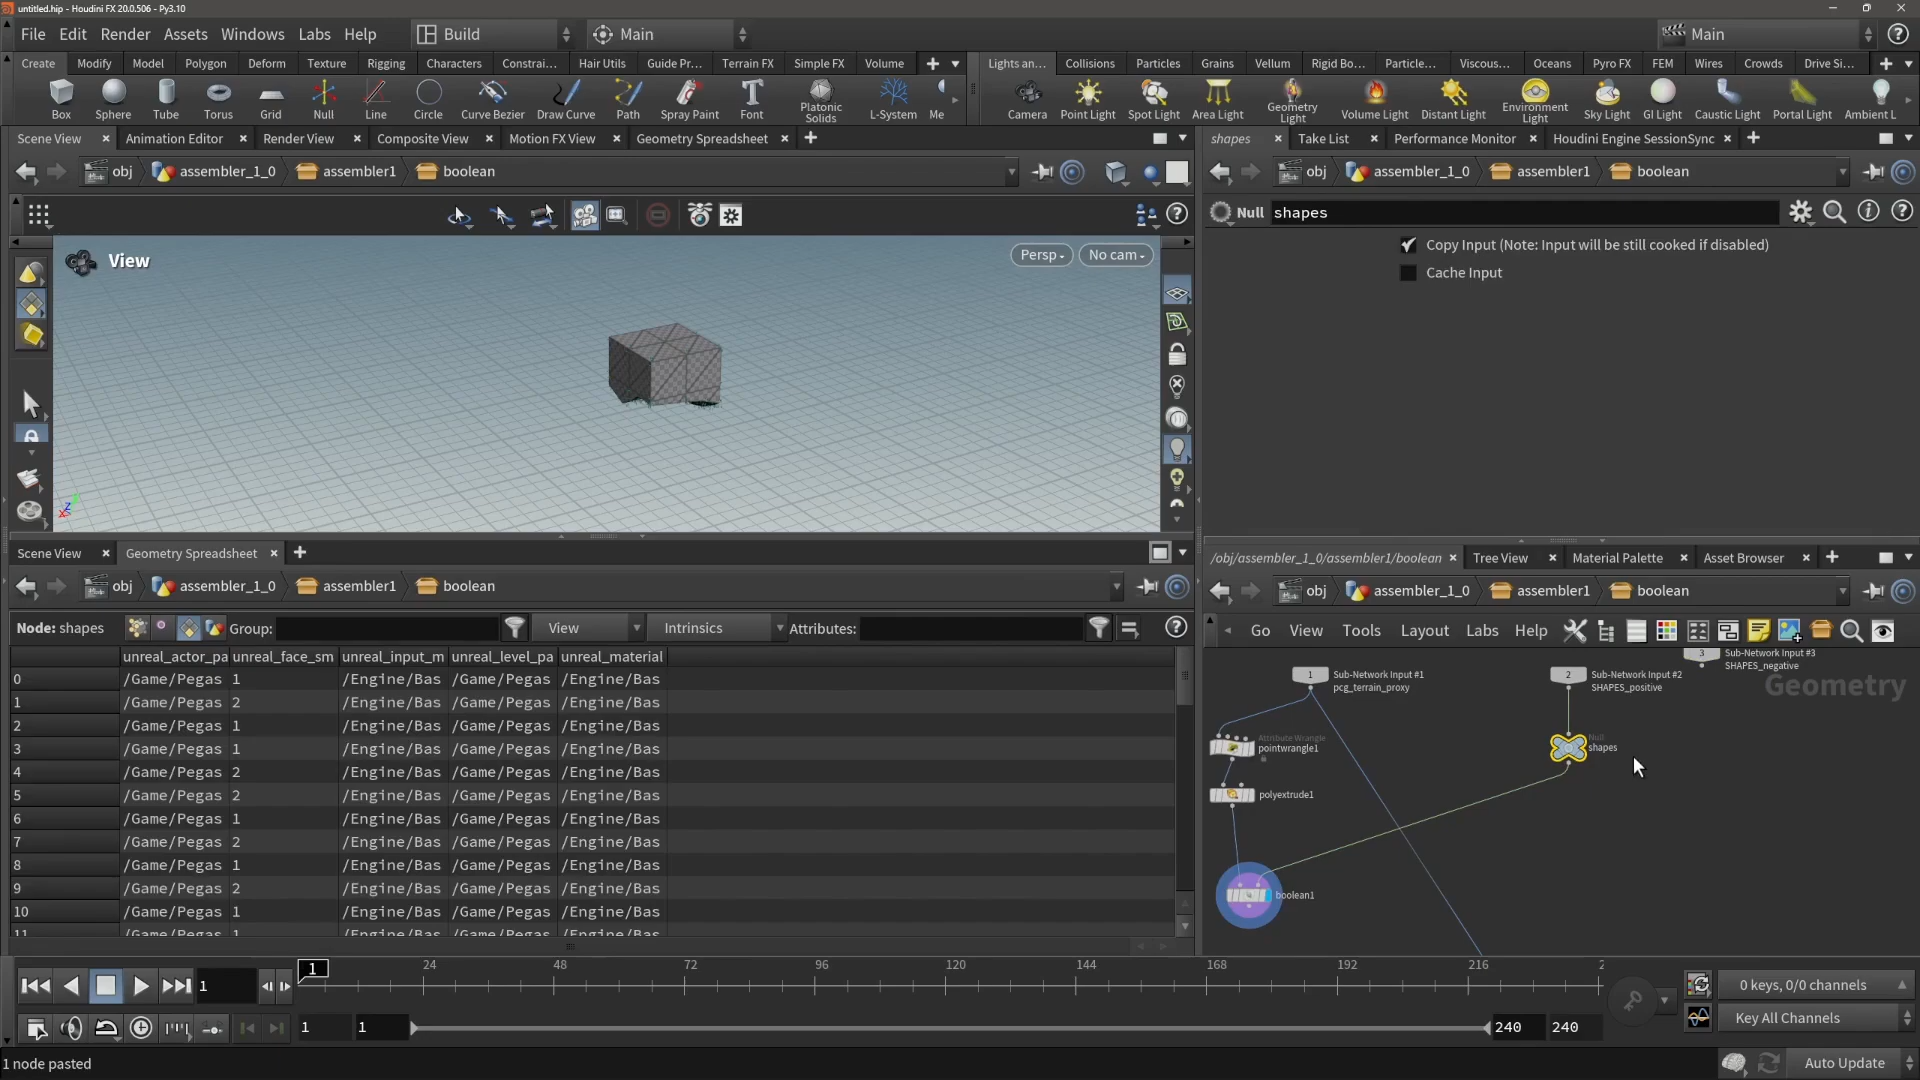 untitled.hip - Houdini FX 20.0.506 - Py3.10
File Edit Render Assets Windows Labs Help Build Main Main
Create Modify Model Polygon Deform Texture Rigging Characters Constrai... Hair Utils Guide Pr... Terrain FX Simple FX Volume
Lights an... Collisions Particles Grains Vellum Rigid Bo... Particle... Viscous... Oceans Pyro FX FEM Wires Crowds Drive Si...
Box Sphere Tube Torus Grid Null Line Circle Curve Bezier Draw Curve Path Spray Paint Font Platonic Solids L-System Me
Camera Point Light Spot Light Area Light Geometry Light Volume Light Distant Light Environment Light Sky Light GI Light Caustic Light Portal Light Ambient L
Scene View Animation Editor Render View Composite View Motion FX View Geometry Spreadsheet
shapes Take List Performance Monitor Houdini Engine SessionSync
obj assembler_1_0 assembler1 boolean
obj assembler_1_0 assembler1 boolean
Null shapes
Copy Input (Note: Input will be still cooked if disabled)
Cache Input
View
Persp
No cam
Scene View Geometry Spreadsheet
obj assembler_1_0 assembler1 boolean
Node: shapes Group: View Intrinsics Attributes:
unreal_actor_pa unreal_face_sm unreal_input_m unreal_level_pa unreal_material
0 /Game/Pegas 1 /Engine/Bas /Game/Pegas /Engine/Bas
1 /Game/Pegas 2 /Engine/Bas /Game/Pegas /Engine/Bas
2 /Game/Pegas 1 /Engine/Bas /Game/Pegas /Engine/Bas
3 /Game/Pegas 1 /Engine/Bas /Game/Pegas /Engine/Bas
4 /Game/Pegas 2 /Engine/Bas /Game/Pegas /Engine/Bas
5 /Game/Pegas 2 /Engine/Bas /Game/Pegas /Engine/Bas
6 /Game/Pegas 1 /Engine/Bas /Game/Pegas /Engine/Bas
7 /Game/Pegas 2 /Engine/Bas /Game/Pegas /Engine/Bas
8 /Game/Pegas 1 /Engine/Bas /Game/Pegas /Engine/Bas
9 /Game/Pegas 2 /Engine/Bas /Game/Pegas /Engine/Bas
10 /Game/Pegas 1 /Engine/Bas /Game/Pegas /Engine/Bas
11 /Game/Pegas 1 /Engine/Bas /Game/Pegas /Engine/Bas
/obj/assembler_1_0/assembler1/boolean Tree View Material Palette Asset Browser
obj assembler_1_0 assembler1 boolean
Go View Tools Layout Labs Help
3 Sub-Network Input #3
SHAPES_negative
1 Sub-Network Input #1
pcg_terrain_proxy
2 Sub-Network Input #2
SHAPES_positive
Geometry
Attribute Wrangle
pointwrangle1
Null
shapes
polyextrude1
boolean1
1 1 24 48 72 96 120 144 168 192 216 2
0 keys, 0/0 channels
1 1 240 240
Key All Channels
1 node pasted
Auto Update